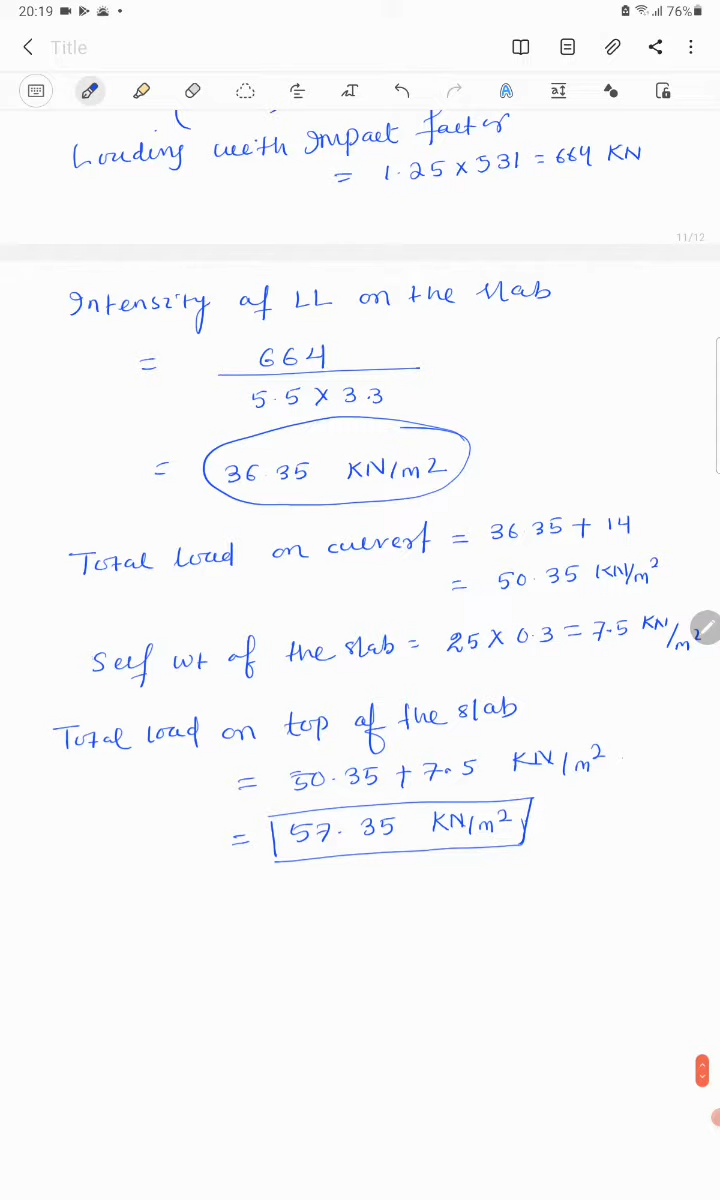 20:19 76%
Title
Louding with Impact factor
= 1.25 x 531 = 664 KN
11/12
Intensity of LL on the slab
= 664
5.5 x 3.3
= 36.35 KN/m2
Total load on culvert = 36.35 + 14
= 50.35 KN/m²
Self wt of the slab = 25 x 0.3 = 7.5 KN/m2
Total load on top of the slab
= 50.35 + 7.5 KN/m²
= 57.35 KN/m²